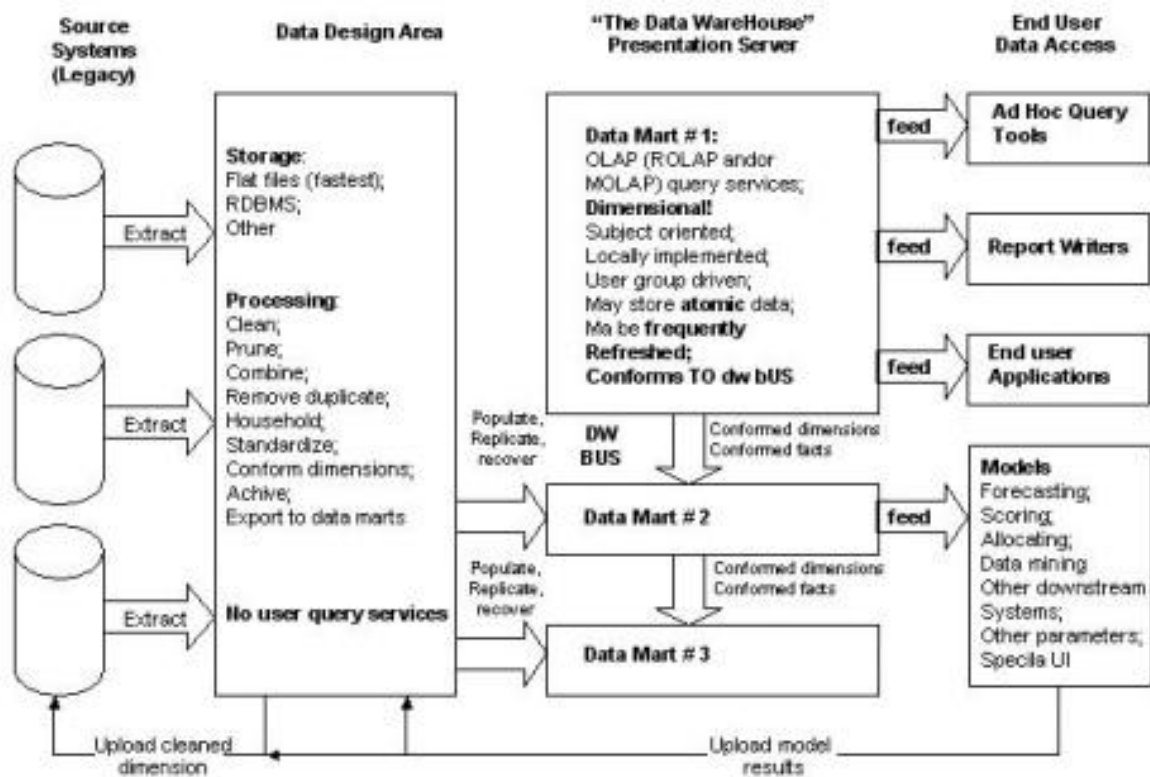 Source
Systems
(Legacy)
Data Design Area
“The Data WareHouse”
Presentation Server
End User
Data Access
Extract
Extract
Extract
Storage:
Flat files (fastest);
RDBMS;
Other
Processing:
Clean;
Prune;
Combine;
Remove duplicate;
Household;
Standardize;
Conform dimensions;
Achive;
Export to data marts
No user query services
Populate,
Replicate,
recover
Populate,
Replicate,
recover
Data Mart # 1:
OLAP (ROLAP andor
MOLAP) query services;
Dimensional!
Subject oriented;
Locally implemented;
User group driven;
May store atomic data;
Ma be frequently
Refreshed;
Conforms TO dw bUS
DW
BUS
Conformed dimensions
Conformed facts
Data Mart # 2
Conformed dimensions
Conformed facts
Data Mart # 3
feed
feed
feed
feed
Ad Hoc Query
Tools
Report Writers
End user
Applications
Models
Forecasting;
Scoring;
Allocating;
Data mining
Other downstream
Systems;
Other parameters;
Specila UI
Upload cleaned
dimension
Upload model
results